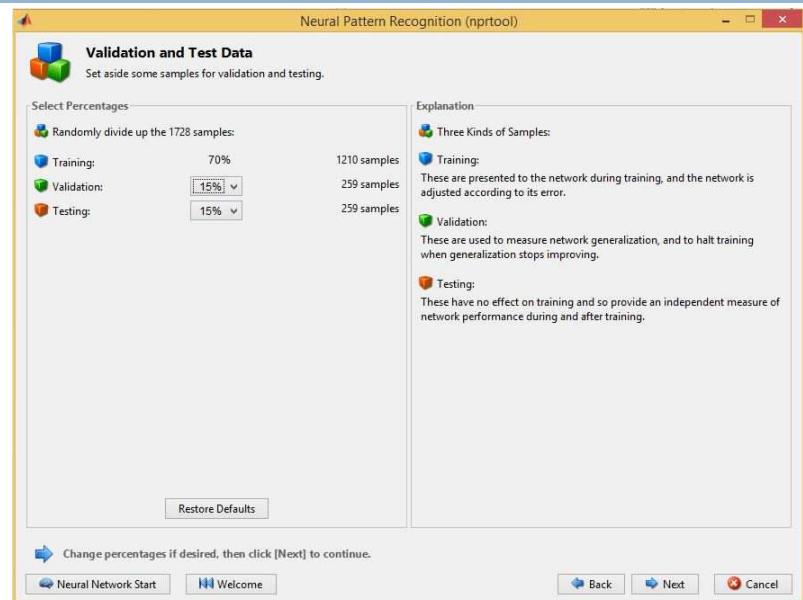 Neural Pattern Recognition (nprtool)
Validation and Test Data
Set aside some samples for validation and testing.
Select Percentages
Randomly divide up the 1728 samples:
Training: 70% 1210 samples
Validation: 15% 259 samples
Testing: 15% 259 samples
Restore Defaults
Explanation
Three Kinds of Samples:
Training:
These are presented to the network during training, and the network is
adjusted according to its error.
Validation:
These are used to measure network generalization, and to halt training
when generalization stops improving.
Testing:
These have no effect on training and so provide an independent measure of
network performance during and after training.
Change percentages if desired, then click [Next] to continue.
Neural Network Start Welcome Back Next Cancel